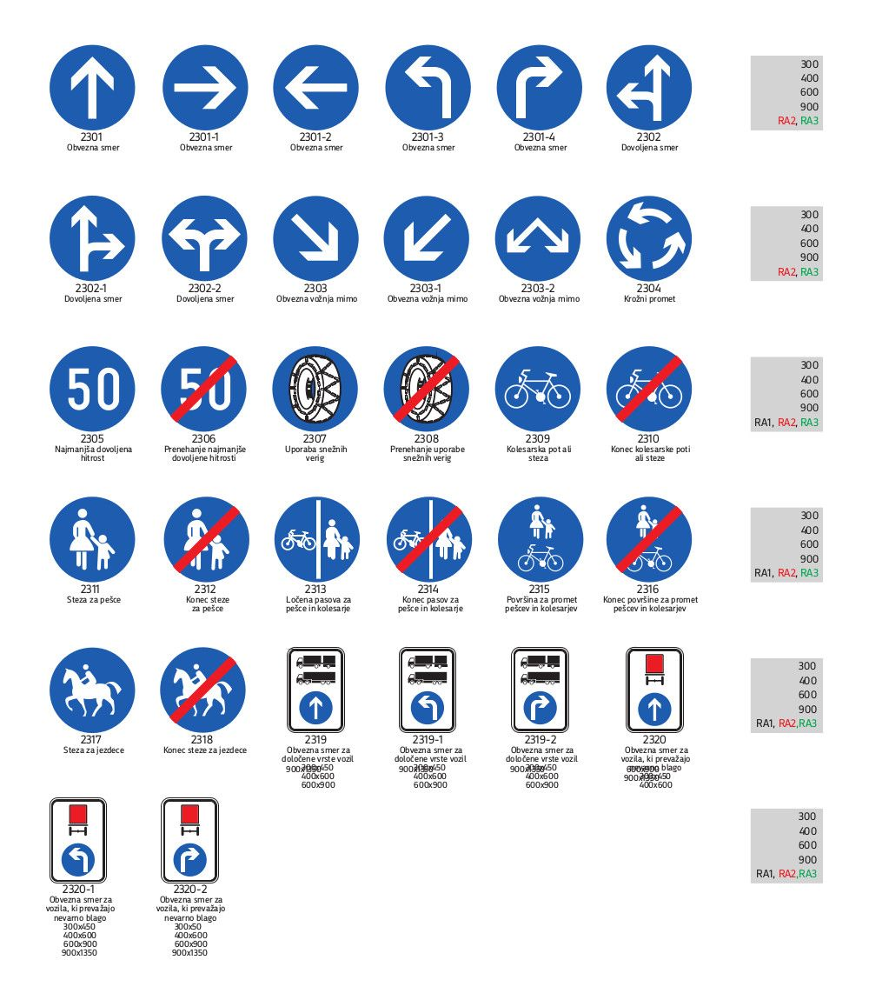 2301
Obvezna smer
2301-1
Obvezna smer
2301-2
Obvezna smer
2301-3
Obvezna smer
2301-4
Obvezna smer
2302
Dovoljena smer
300
400
600
900
RA2, RA3
2302-1
Dovoljena smer
2302-2
Dovoljena smer
2303
Obvezna vožnja mimo
2303-1
Obvezna vožnja mimo
2303-2
Obvezna vožnja mimo
2304
Krožni promet
300
400
600
900
RA2, RA3
50
2305
Najmanjša dovoljena
hitrost
50
2306
Prenehanje najmanjše
dovoljene hitrosti
2307
Uporaba snežnih
verig
2308
Prenehanje uporabe
snežnih verig
2309
Kolesarska pot ali
steza
2310
Konec kolesarske poti
ali steze
300
400
600
900
RA1, RA2, RA3
2311
Steza za pešce
2312
Konec steze
za pešce
2313
Ločena pasova za
pešce in kolesarje
2314
Konec pasov za
pešce in kolesarje
2315
Površina za promet
pešcev in kolesarjev
2316
Konec površine za promet
pešcev in kolesarjev
300
400
600
900
RA1, RA2, RA3
2317
Steza za jezdece
2318
Konec steze za jezdece
2319
Obvezna smer za
določene vrste vozil
300x450
900x1350
400x600
600x900
2319-1
Obvezna smer za
določene vrste vozil
300x450
900x1350
400x600
600x900
2319-2
Obvezna smer za
določene vrste vozil
300x450
900x1350
400x600
600x900
2320
Obvezna smer za
vozila, ki prevažajo
nevarno blago
600x900
300x450
900x1350
400x600
300
400
600
900
RA1, RA2,RA3
2320-1
Obvezna smer za
vozila, ki prevažajo
nevarno blago
300x450
400x600
600x900
900x1350
2320-2
Obvezna smer za
vozila, ki prevažajo
nevarno blago
300x50
400x600
600x900
900x1350
300
400
600
900
RA1, RA2,RA3